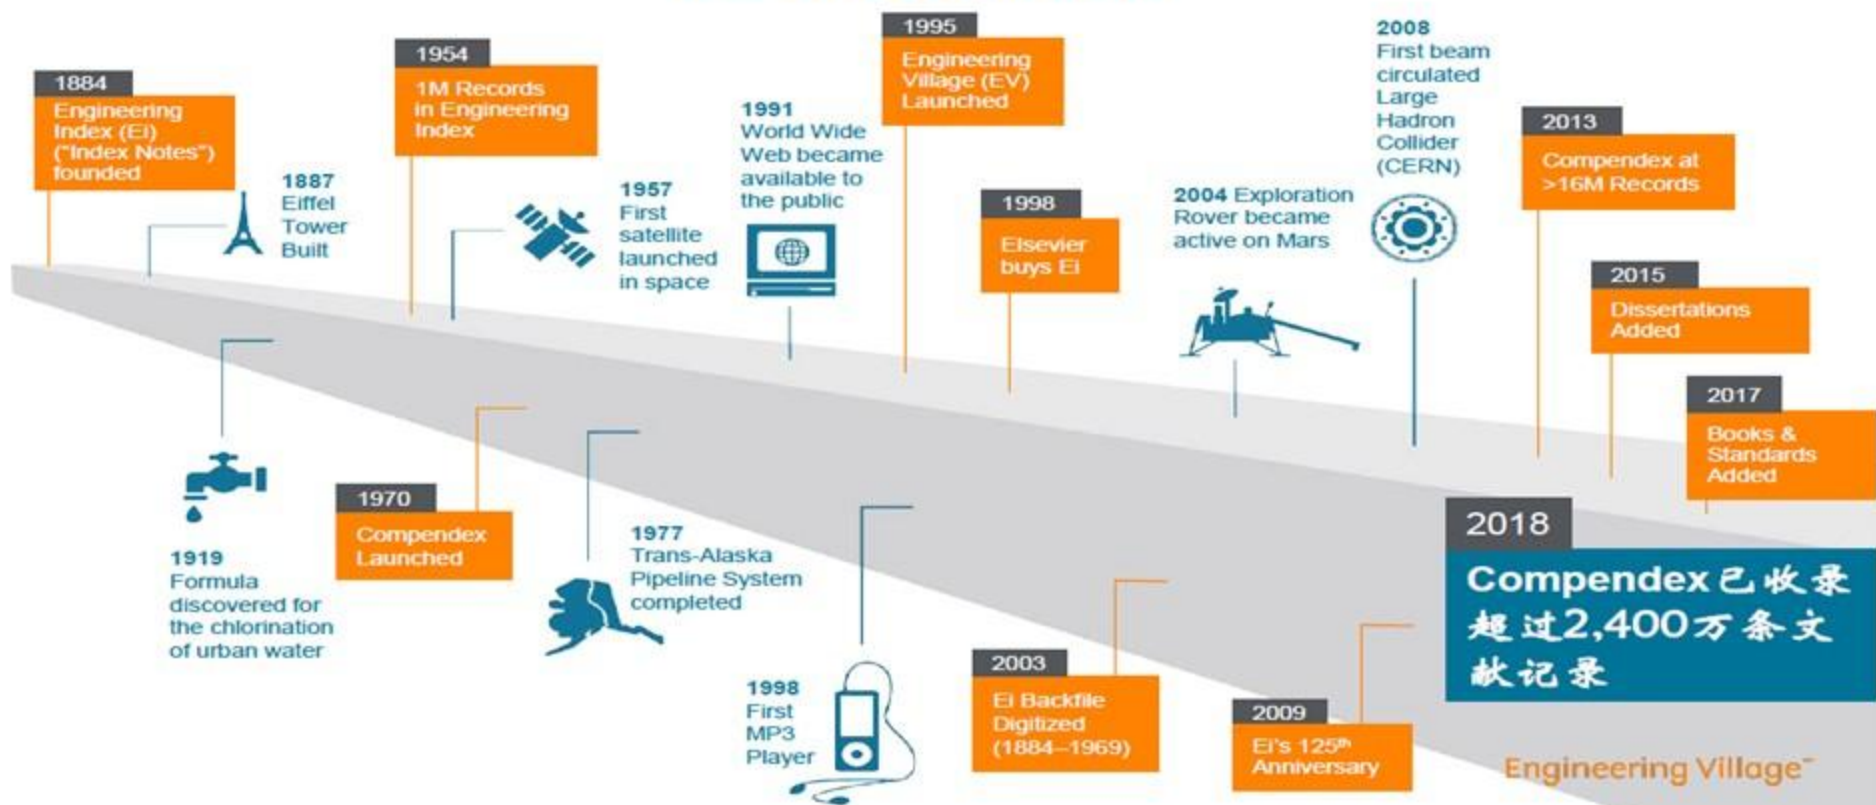 1884
Engineering
Index (Ei)
("Index Notes")
founded
1887
Eiffel
Tower
Built
1954
1M Records
in Engineering
Index
1957
First
satellite
launched
in space
1991
World Wide
Web became
available to
the public
1995
Engineering
Village (EV)
Launched
1998
Elsevier
buys Ei
2004 Exploration
Rover became
active on Mars
2008
First beam
circulated
Large
Hadron
Collider
(CERN)
2013
Compendex at
>16M Records
2015
Dissertations
Added
2017
Books &
Standards
Added
1919
Formula
discovered for
the chlorination
of urban water
1970
Compendex
Launched
1977
Trans-Alaska
Pipeline System
completed
1998
First
MP3
Player
2003
Ei Backfile
Digitized
(1884–1969)
2009
Ei's 125th
Anniversary
2018
Compendex已收录
超过2,400万条文
献记录
Engineering Village™